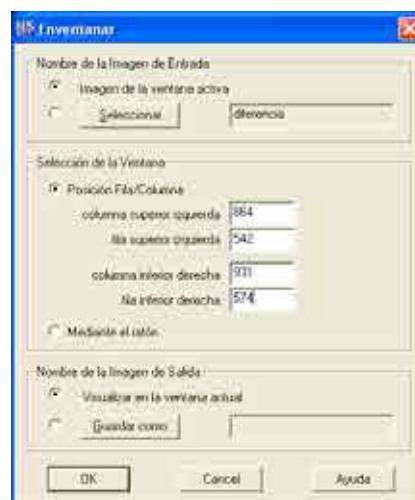 Enventanar
Nombre de la Imagen de Entrada
Imagen de la ventana activa
Seleccionar
diferencia
Selección de la Ventana
Posición Fila/Columna
columna superior izquierda 864
fila superior izquierda 542
columna inferior derecha 931
fila inferior derecha 574
Mediante el ratón
Nombre de la Imagen de Salida
Visualizar en la ventana actual
Guardar como
OK Cancel Ayuda